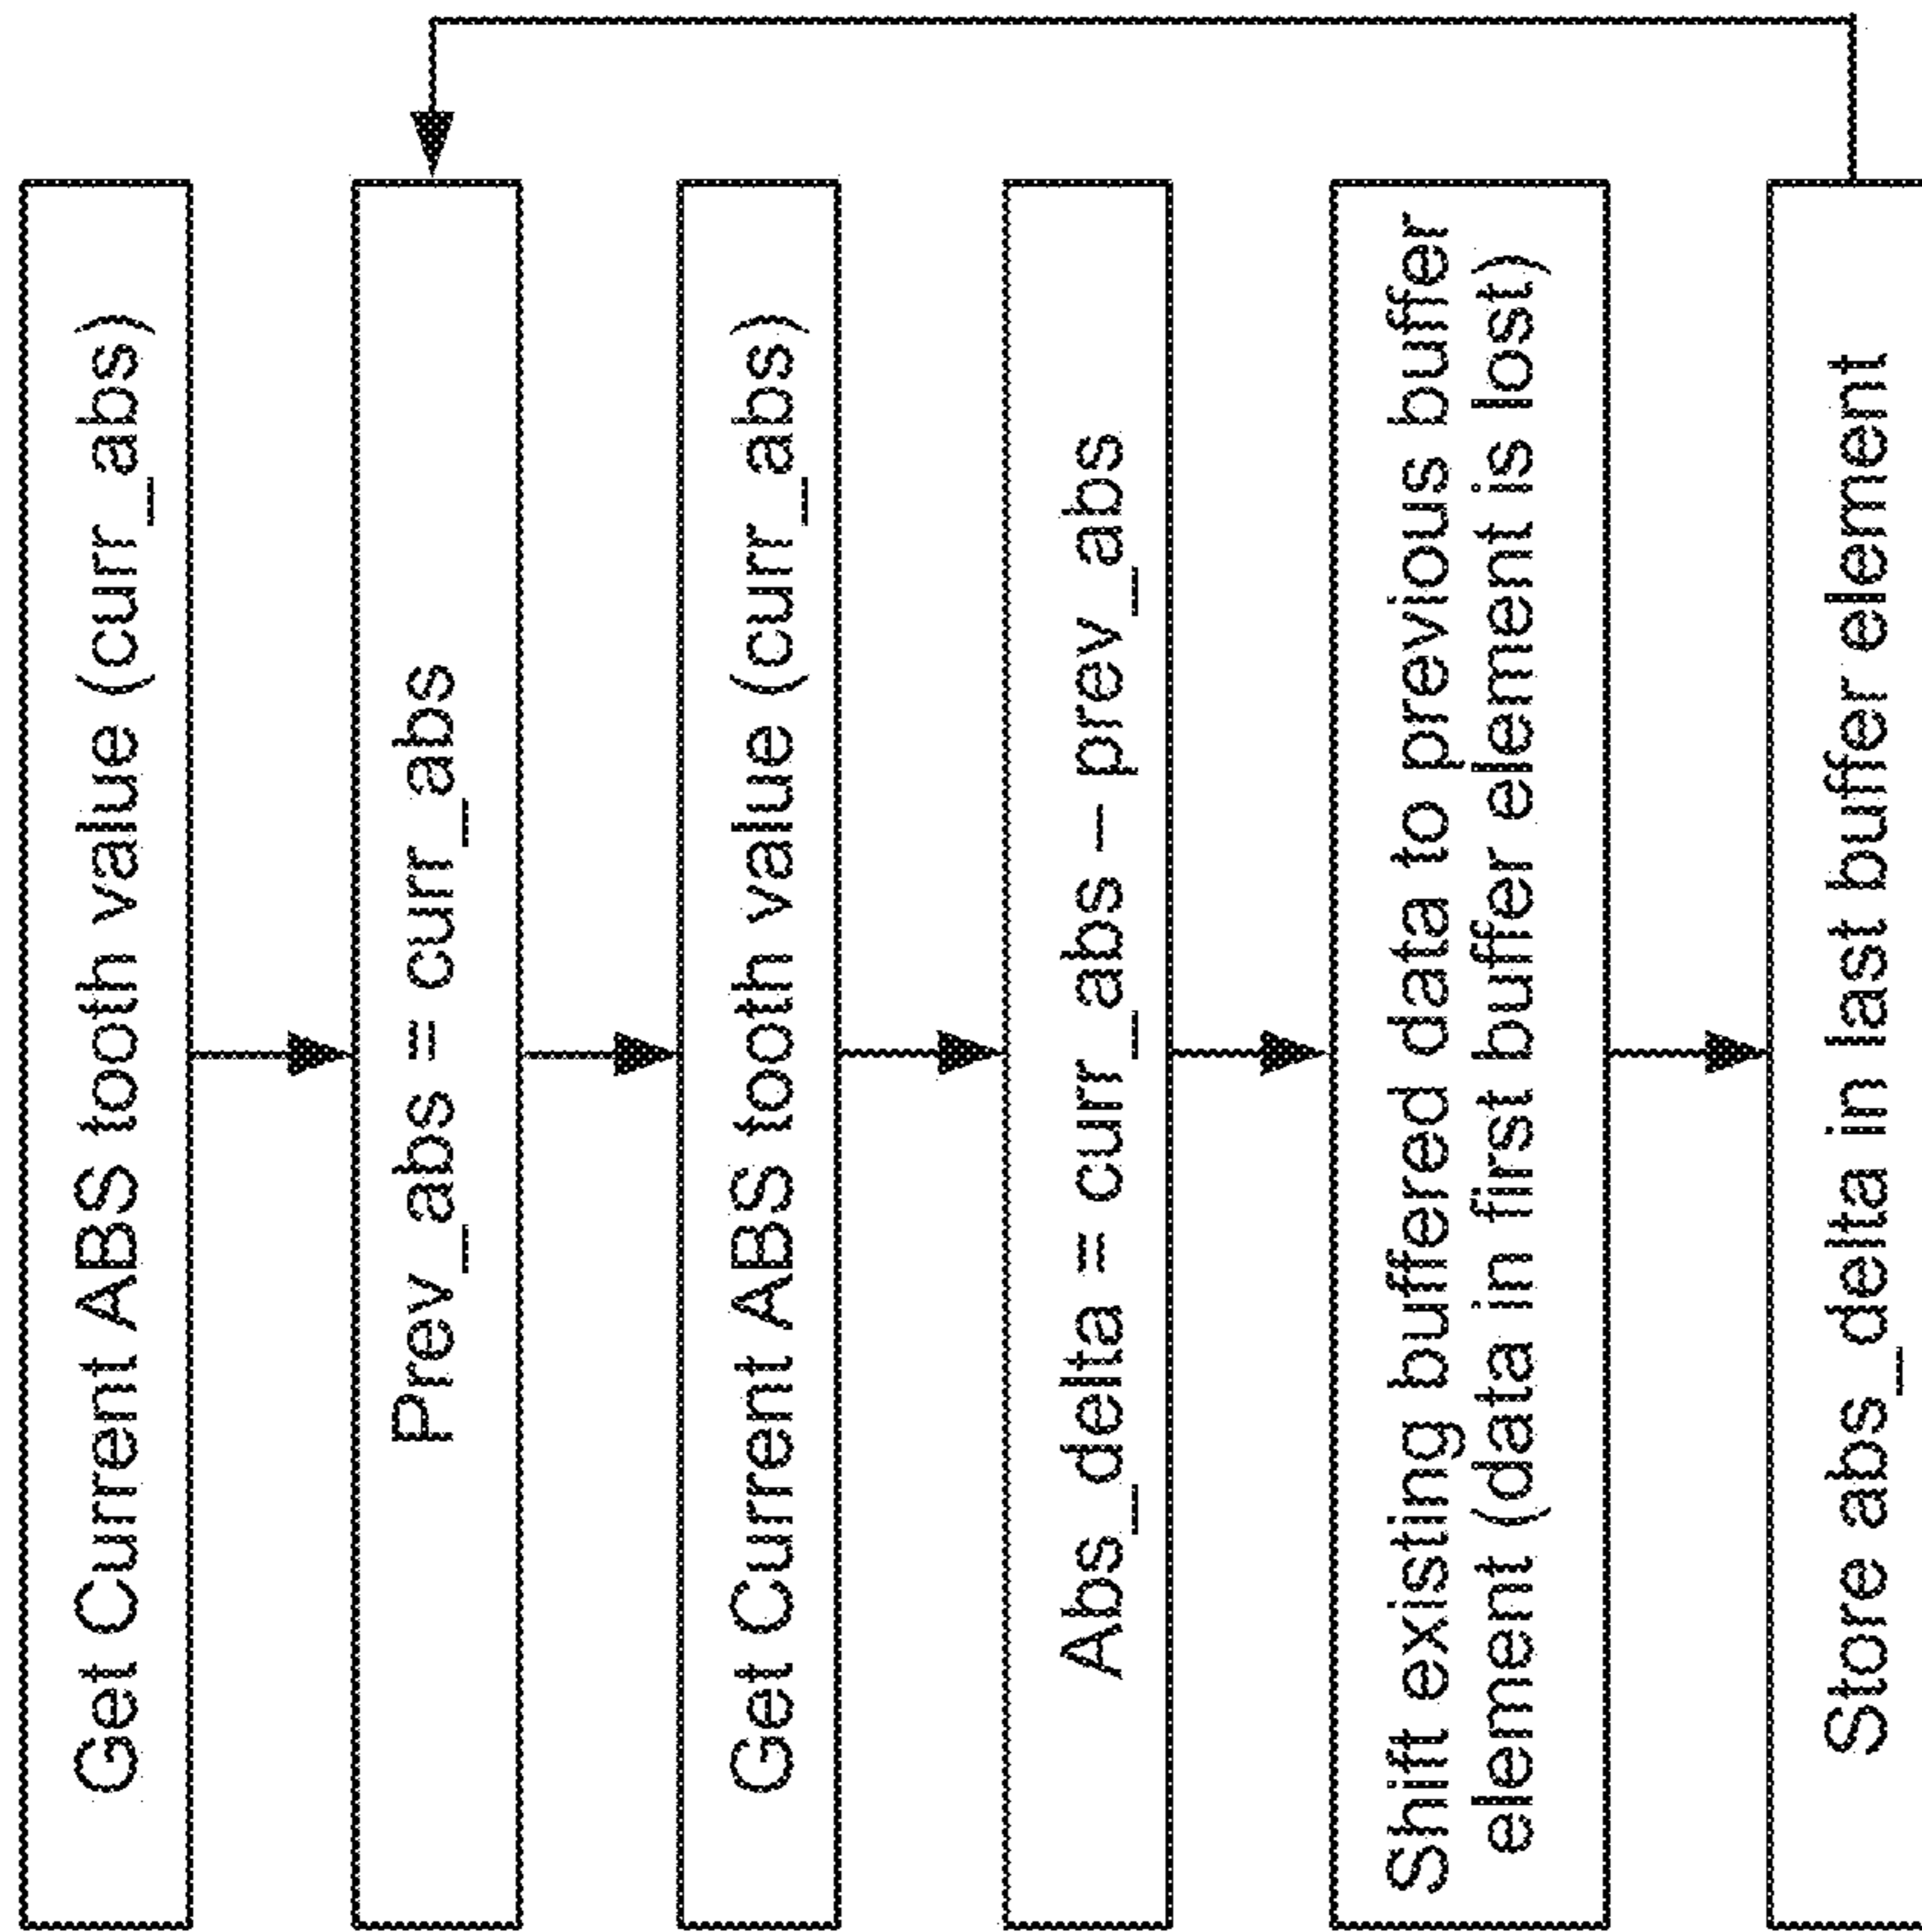 Get Current ABS tooth value (curr_abs)
Prev_abs = curr_abs
Get Current ABS tooth value (curr_abs)
Abs_delta = curr_abs – prev_abs
Shift existing buffered data to previous buffer
element (data in first buffer element is lost)
Store abs_delta in last buffer element